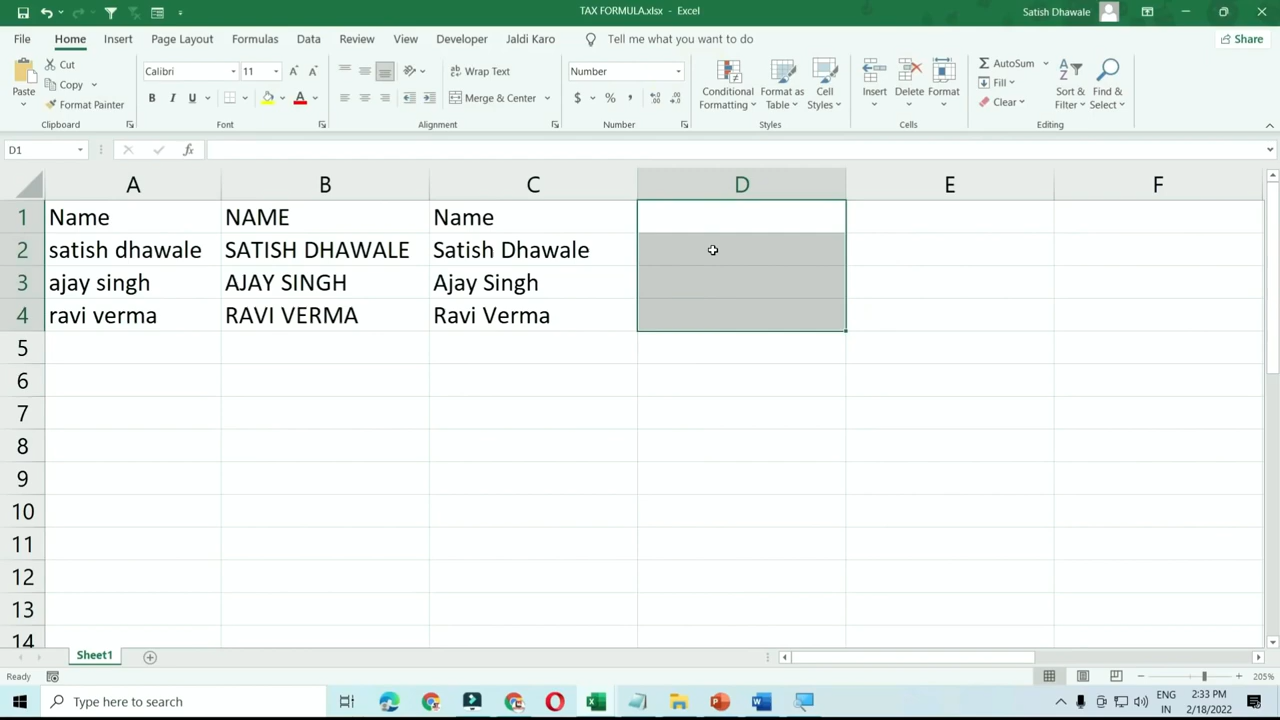 TAX FORMULA.xlsx - Excel
Satish Dhawale
File Home Insert Page Layout Formulas Data Review View Developer Jaldi Karo Tell me what you want to do Share
Paste
Cut
Copy
Format Painter
Clipboard
Calibri 11
B I U A
Font
Wrap Text
Merge & Center
Alignment
Number
$ % ,
Number
Conditional Formatting
Format as Table
Cell Styles
Styles
Insert Delete Format
Cells
AutoSum
Fill
Clear
Sort & Filter
Find & Select
Editing
D1 fx
A B C D E F
1 Name NAME Name
2 satish dhawale SATISH DHAWALE Satish Dhawale
3 ajay singh AJAY SINGH Ajay Singh
4 ravi verma RAVI VERMA Ravi Verma
5
6
7
8
9
10
11
12
13
14
Sheet1
Ready 205%
Type here to search
ENG
IN
2:33 PM
2/18/2022